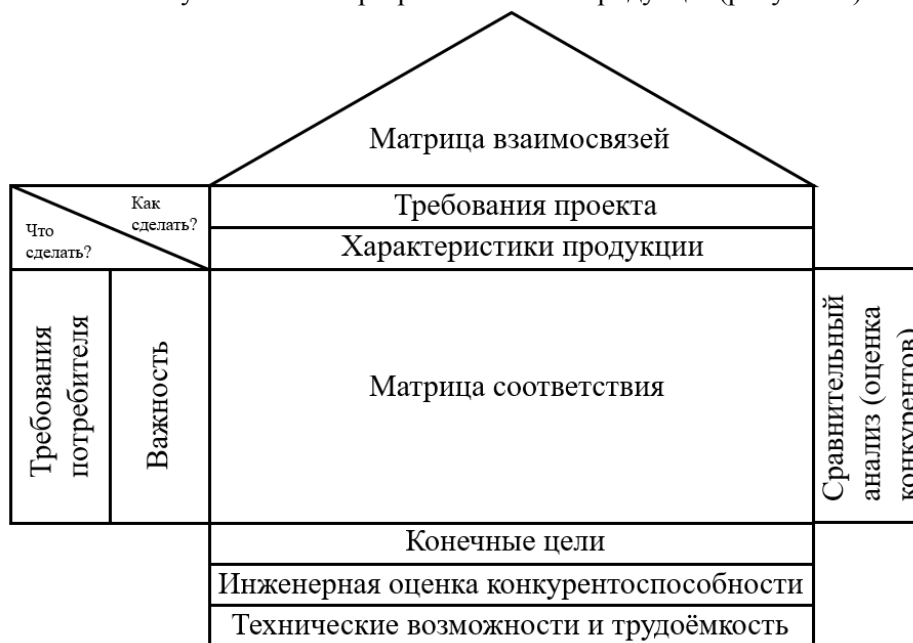 Матрица взаимосвязей
Как
сделать?
Что
сделать?
Требования проекта
Характеристики продукции
Требования
потребителя
Важность
Матрица соответствия
Сравнительный
анализ (оценка
конкурентов)
Конечные цели
Инженерная оценка конкурентоспособности
Технические возможности и трудоёмкость